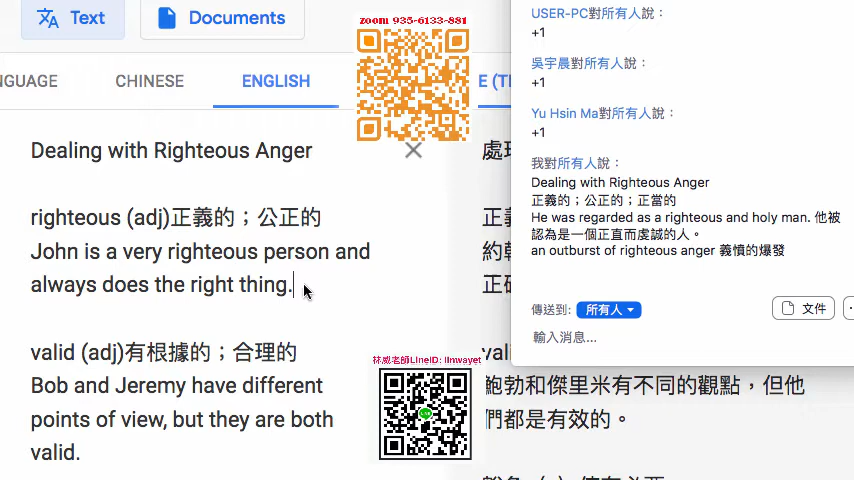 Text
Documents
NGUAGE
CHINESE
ENGLISH
zoom 935-6133-881
Dealing with Righteous Anger
righteous (adj)正義的；公正的
John is a very righteous person and
always does the right thing.
valid (adj)有根據的；合理的
Bob and Jeremy have different
points of view, but they are both
valid.
林威老師LineID: iinwayet
正義
約
正
vali
鮑勃和傑里米有不同的觀點，但他
們都是有效的。
USER-PC對所有人說：
+1
吳宇晨對所有人說：
+1
Yu Hsin Ma對所有人說：
+1
我對所有人說：
Dealing with Righteous Anger
正義的；公正的；正當的
He was regarded as a righteous and holy man. 他被
認為是一個正直而虔誠的人。
an outburst of righteous anger 義憤的爆發
傳送到:
所有人
文件
輸入消息...